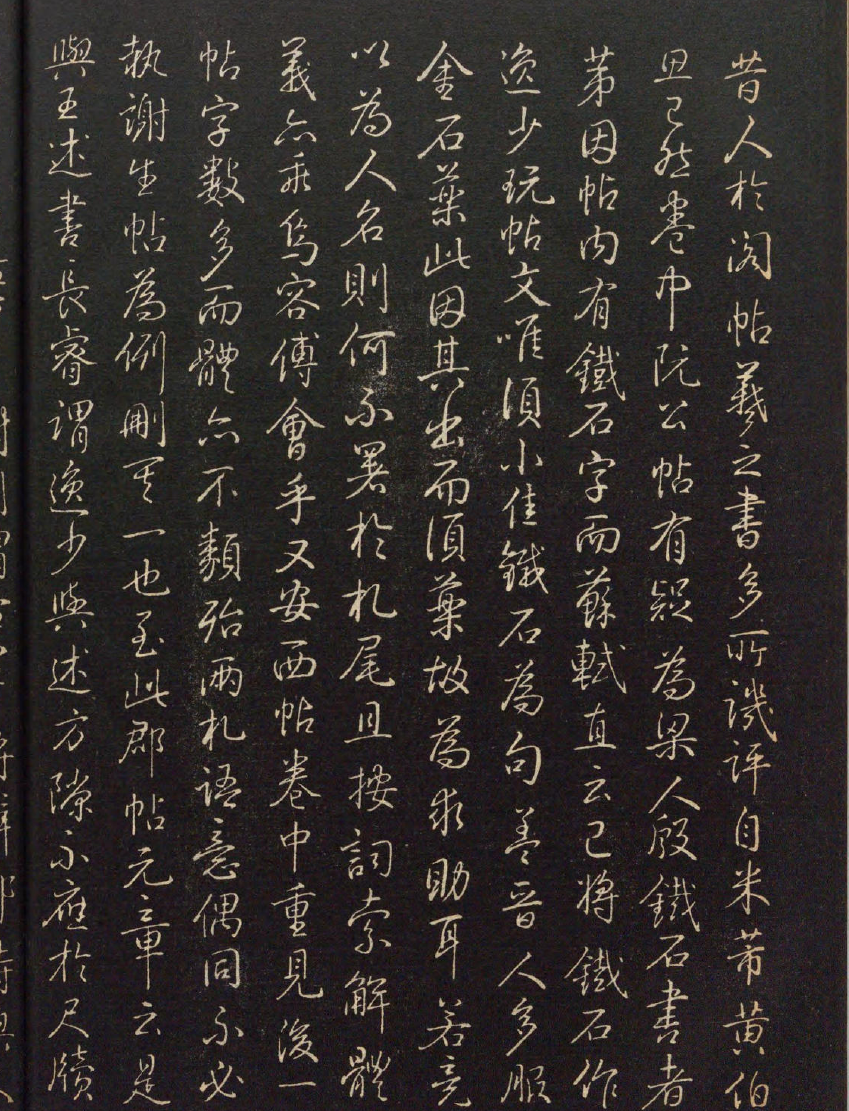 昔人於閣帖羲之書多所譏評自米芾黃伯
思已然卷中阮公帖有疑為梁人殷鐵石書者
第因帖內有鐵石字而蘇軾直云已將鐵石作
逸少玩帖文唯須小佳鐵石為句葢晉人多服
金石藥此因其出而須藥故為求助耳若竟
以為人名則何不署於札尾且按詞索解體
義亦乖烏容傅會乎又安西帖卷中重見後一
帖字數多而體亦不類殆兩札語意偶同不必
執謝生帖為例刪其一也至此郡帖元章云是
與王述書長睿謂逸少與述方隙不應於尺牘